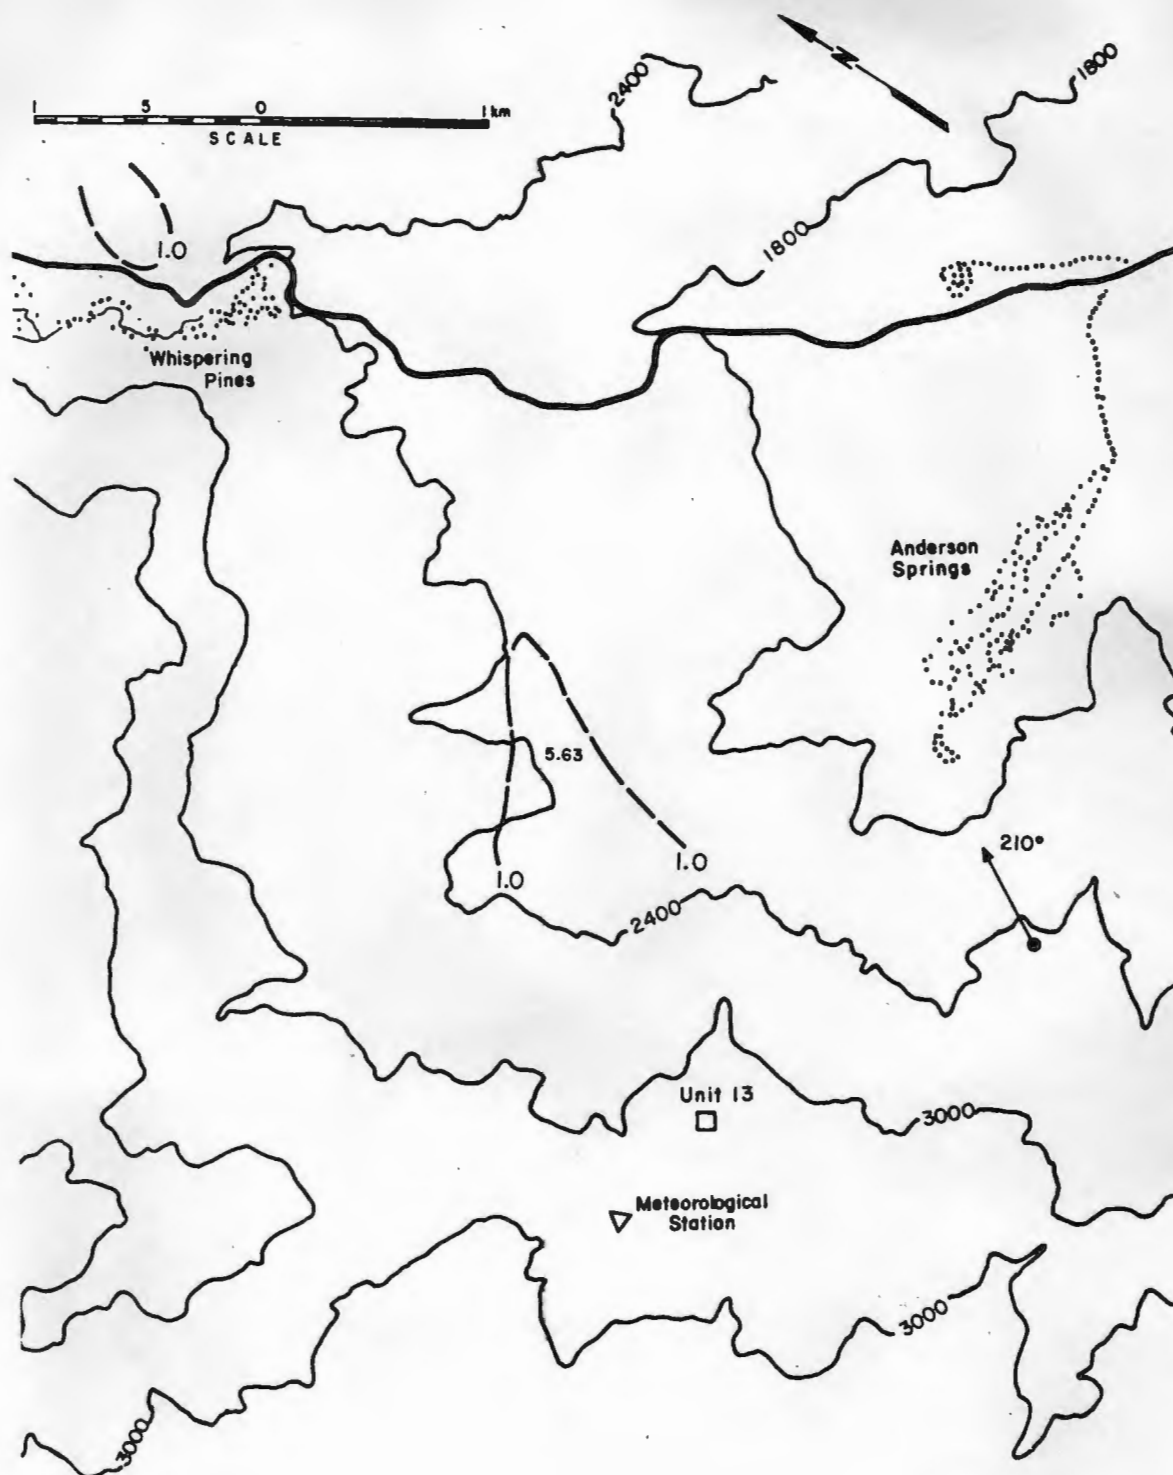 N
2400
1800
1 5 0 1 km
SCALE
1.0
1800
Whispering
Pines
Anderson
Springs
5.63
210°
1.0
1.0
2400
Unit 13
3000
Meteorological
Station
3000
3000